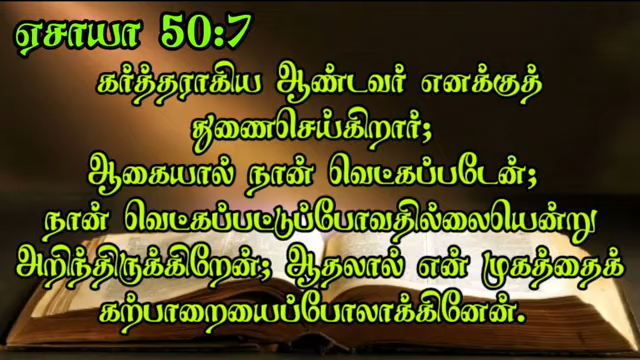 ஏசாயா 50:7
கர்த்தராகிய ஆண்டவர் எனக்குத்
துணைசெய்கிறார்;
ஆகையால் நான் வெட்கப்படேன்;
நான் வெட்கப்பட்டுப்போவதில்லையென்று
அறிந்திருக்கிறேன்; ஆதலால் என் முகத்தைக்
கற்பாறையைப்போலாக்கினேன்.